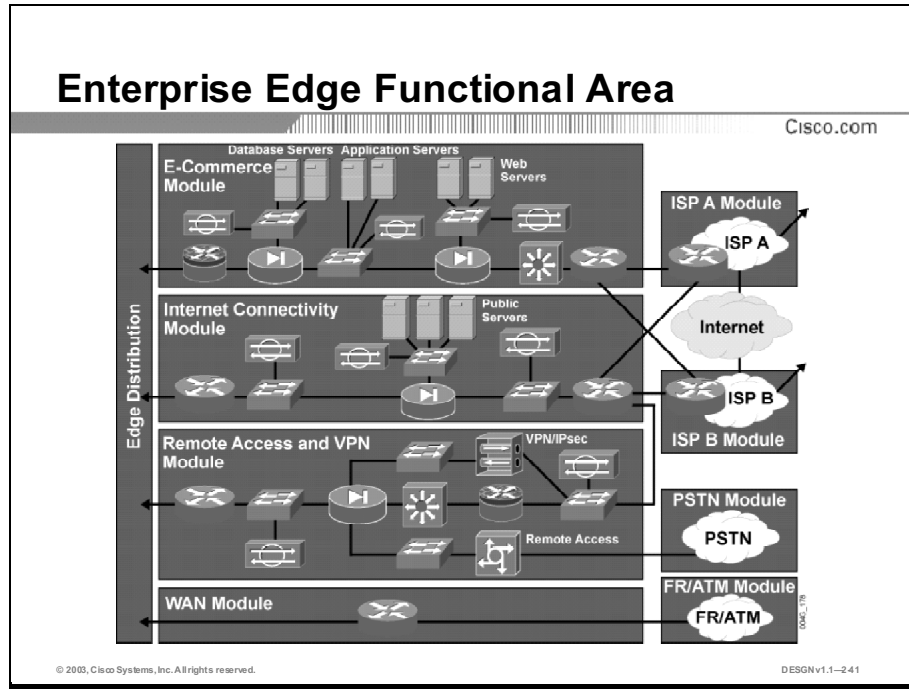 Enterprise Edge Functional Area
Cisco.com
Edge Distribution
E-Commerce
Module
Database Servers
Application Servers
Web
Servers
ISP A Module
ISP A
Internet Connectivity
Module
Public
Servers
Internet
ISP B
ISP B Module
Remote Access and VPN
Module
VPN/IPsec
Remote Access
PSTN Module
PSTN
WAN Module
FR/ATM Module
FR/ATM
004G_178
© 2003, Cisco Systems, Inc. All rights reserved.
DESGN v1.1—2-41